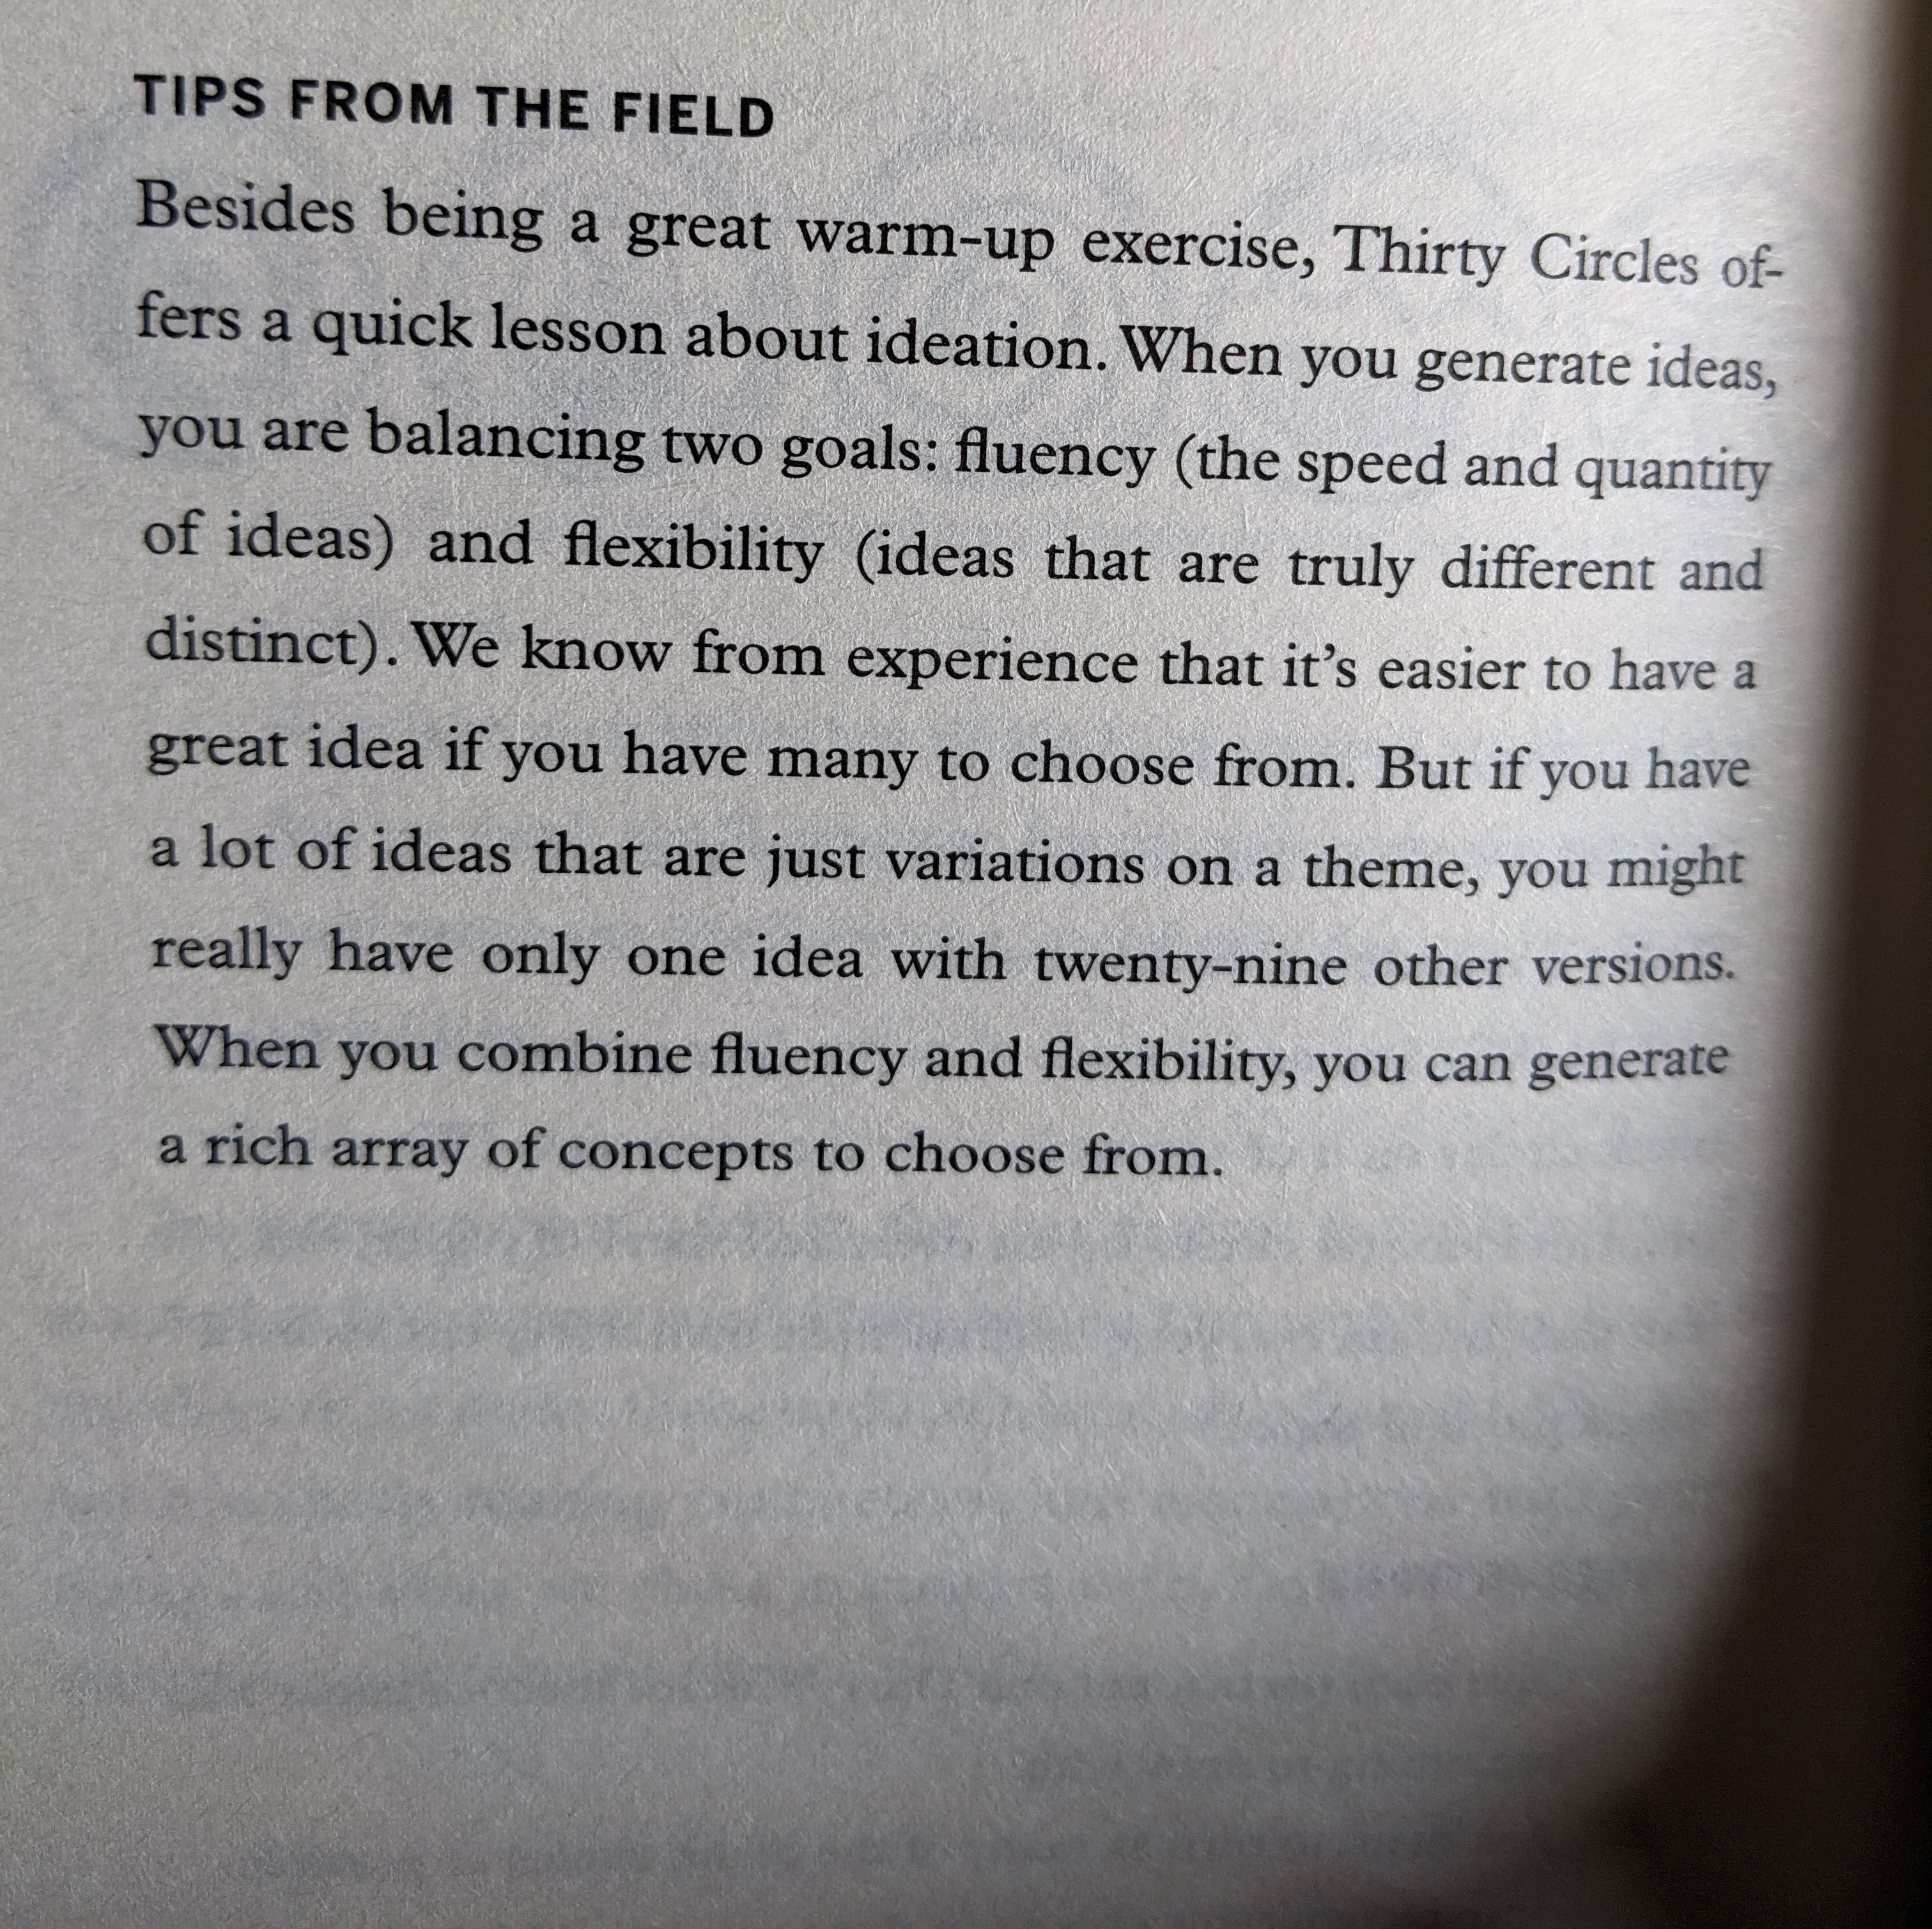 TIPS FROM THE FIELD
Besides being a great warm-up exercise, Thirty Circles of-
fers a quick lesson about ideation. When you generate ideas,
you are balancing two goals: fluency (the speed and quantity
of ideas) and flexibility (ideas that are truly different and
distinct). We know from experience that it’s easier to have a
great idea if you have many to choose from. But if you have
a lot of ideas that are just variations on a theme, you might
really have only one idea with twenty-nine other versions.
When you combine fluency and flexibility, you can generate
a rich array of concepts to choose from.